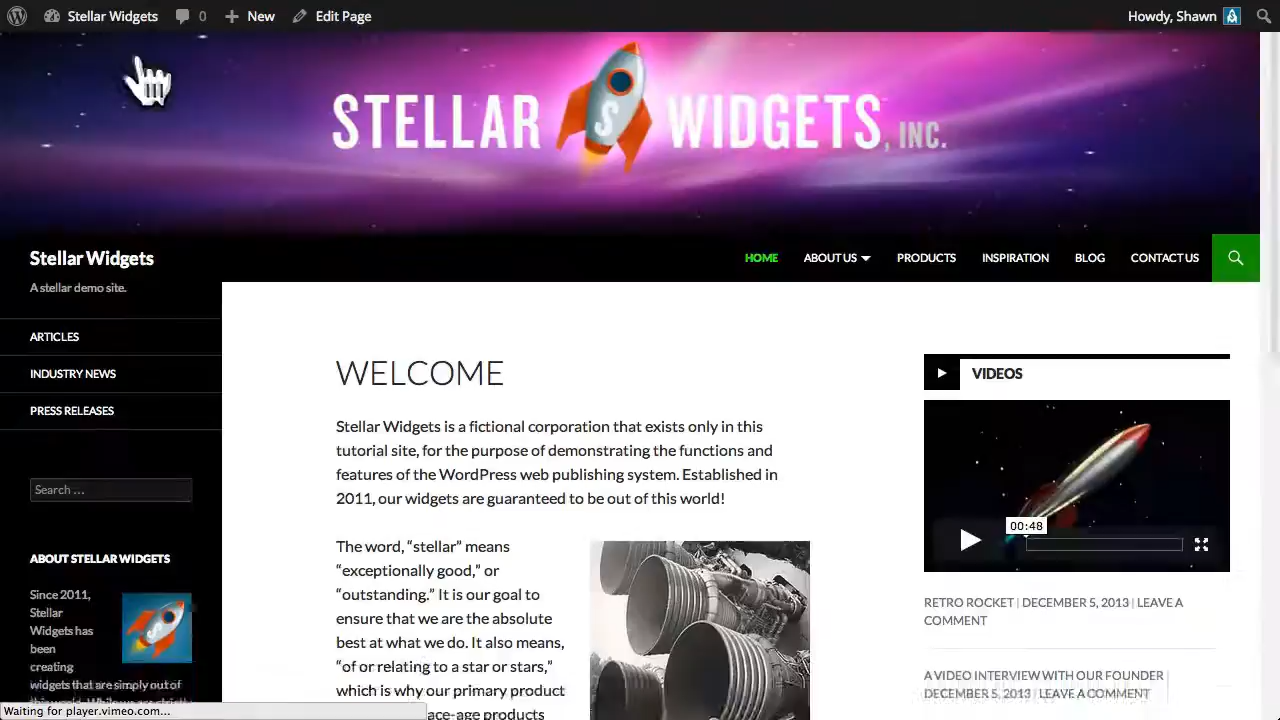 Stellar Widgets 0 New Edit Page Howdy, Shawn
STELLAR S WIDGETS, INC.
Stellar Widgets
A stellar demo site.
HOME ABOUT US PRODUCTS INSPIRATION BLOG CONTACT US
ARTICLES
INDUSTRY NEWS
PRESS RELEASES
Search ...
ABOUT STELLAR WIDGETS
Since 2011,
Stellar
Widgets has
been
creating
widgets that are simply out of
WELCOME
Stellar Widgets is a fictional corporation that exists only in this
tutorial site, for the purpose of demonstrating the functions and
features of the WordPress web publishing system. Established in
2011, our widgets are guaranteed to be out of this world!
The word, “stellar” means
“exceptionally good,” or
“outstanding.” It is our goal to
ensure that we are the absolute
best at what we do. It also means,
“of or relating to a star or stars,”
which is why our primary product
ace-age products
VIDEOS
00:48
RETRO ROCKET | DECEMBER 5, 2013 | LEAVE A
COMMENT
A VIDEO INTERVIEW WITH OUR FOUNDER |
DECEMBER 5, 2013 | LEAVE A COMMENT
Waiting for player.vimeo.com...